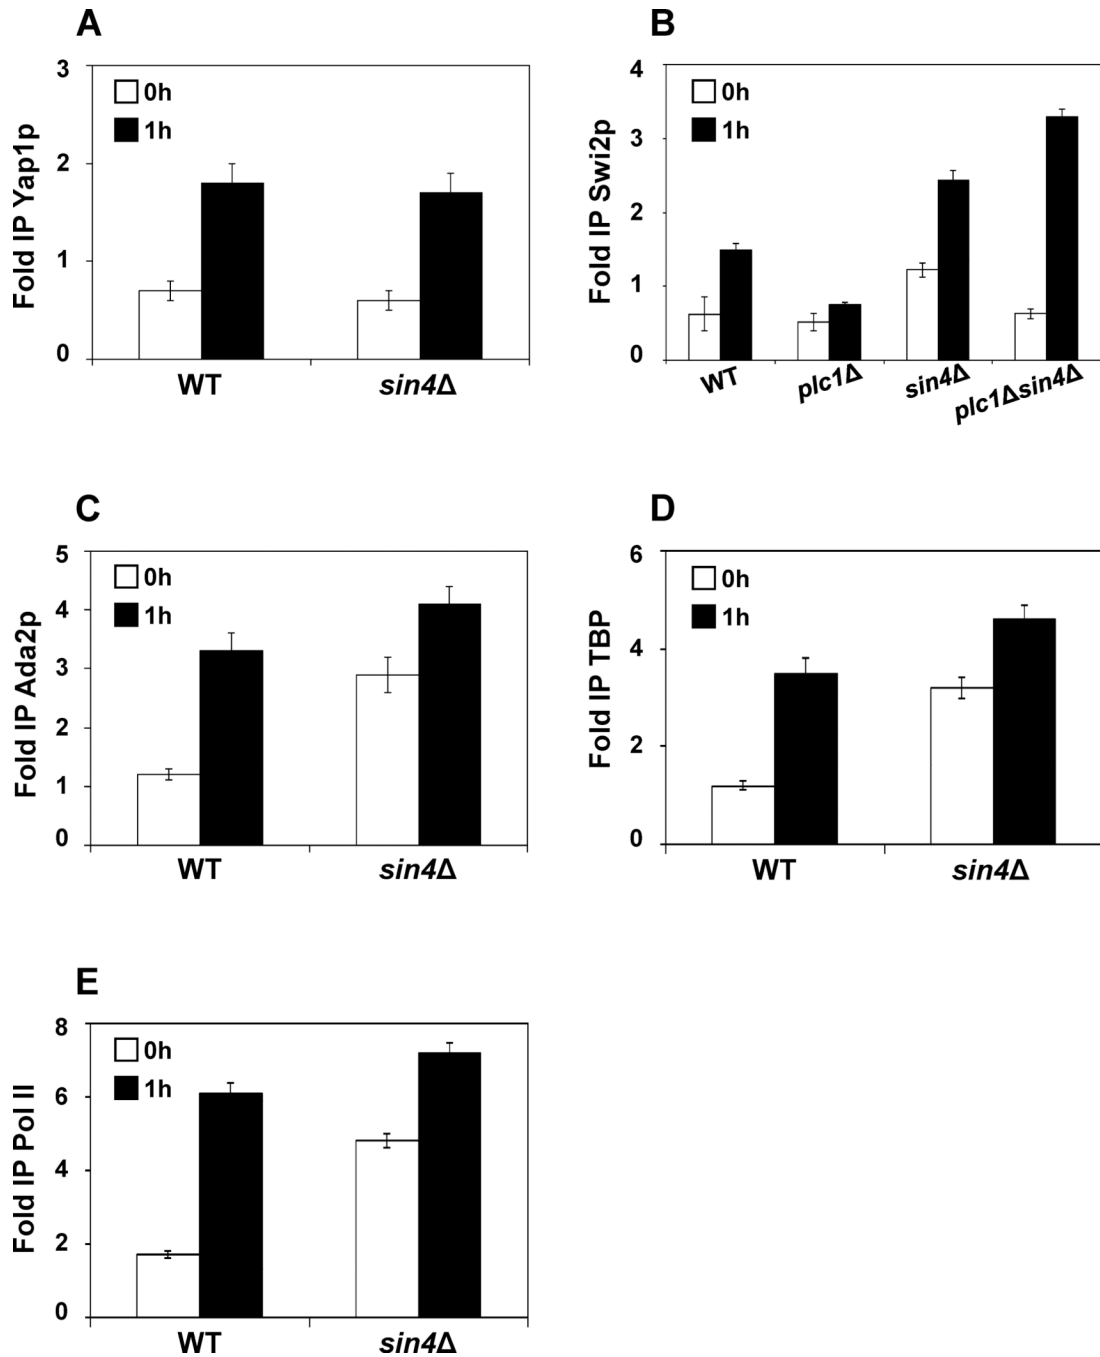 A
Fold IP Yap1p
3
2
1
0
0h
1h
WT
sin4Δ
B
Fold IP Swi2p
4
3
2
1
0
0h
1h
WT
plc1Δ
sin4Δ
plc1Δsin4Δ
C
Fold IP Ada2p
5
4
3
2
1
0
0h
1h
WT
sin4Δ
D
Fold IP TBP
6
4
2
0
0h
1h
WT
sin4Δ
E
Fold IP Pol II
8
6
4
2
0
0h
1h
WT
sin4Δ